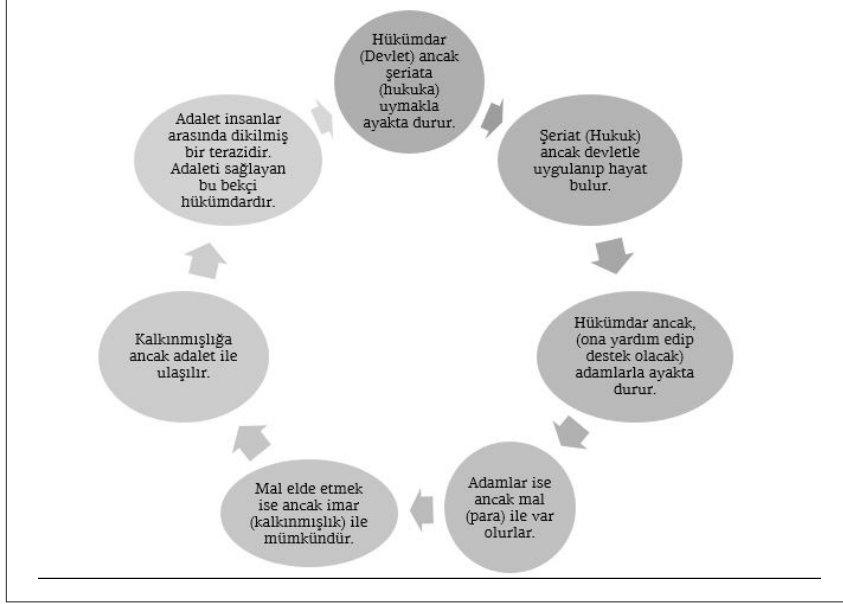 Hükümdar
(Devlet) ancak
şeriata
(hukuka)
uymakla
ayakta durur.
Şeriat (Hukuk)
ancak devletle
uygulanıp hayat
bulur.
Hükümdar ancak,
(ona yardım edip
destek olacak)
adamlarla ayakta
durur.
Adamlar ise
ancak mal
(para) ile var
olurlar.
Mal elde etmek
ise ancak imar
(kalkınmışlık) ile
mümkündür.
Kalkınmışlığa
ancak adalet ile
ulaşılır.
Adalet insanlar
arasında dikilmiş
bir terazidir.
Adaleti sağlayan
bu bekçi
hükümdardır.